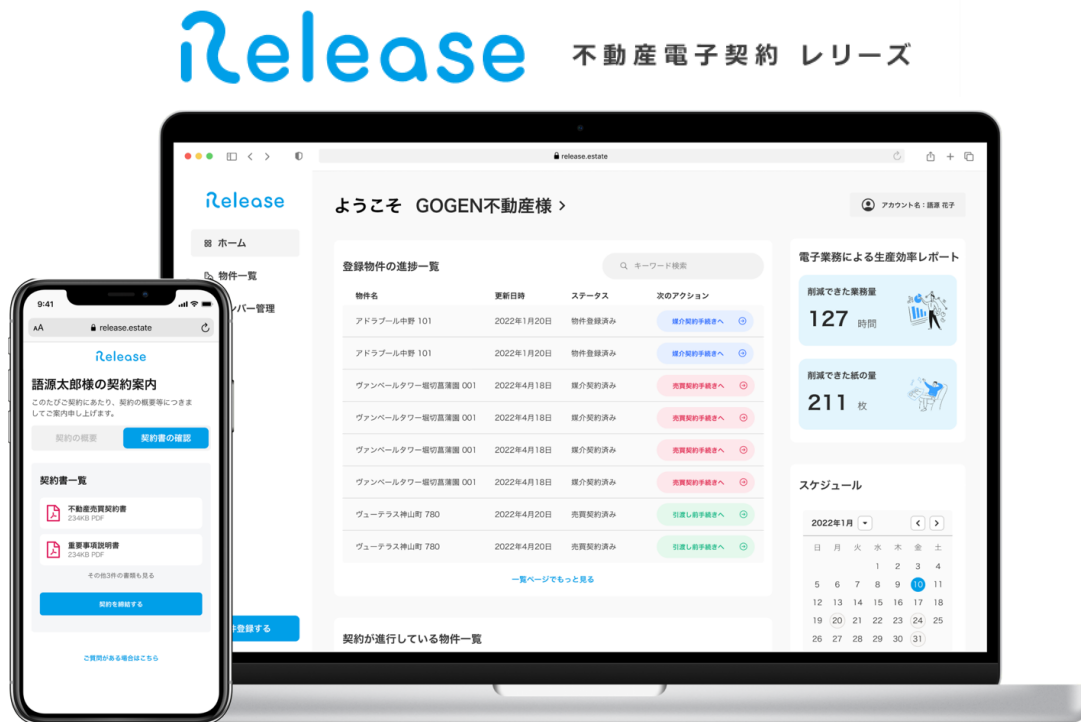 Release 不動産電子契約 レリーズ
release.estate
Release
ようこそ GOGEN不動産様
アカウント名：語源 花子
ホーム
物件一覧
ンバー管理
件登録する
登録物件の進捗一覧
キーワード検索
物件名 更新日時 ステータス 次のアクション
アドラブール中野 101 2022年1月20日 物件登録済み 媒介契約手続きへ
アドラブール中野 101 2022年1月20日 物件登録済み 媒介契約手続きへ
ヴァンベールタワー堀切菖蒲園 001 2022年4月18日 媒介契約済み 売買契約手続きへ
ヴァンベールタワー堀切菖蒲園 001 2022年4月18日 媒介契約済み 売買契約手続きへ
ヴァンベールタワー堀切菖蒲園 001 2022年4月18日 媒介契約済み 売買契約手続きへ
ヴァンベールタワー堀切菖蒲園 001 2022年4月18日 媒介契約済み 売買契約手続きへ
ヴューテラス神山町 780 2022年4月20日 売買契約済み 引渡し前手続きへ
ヴューテラス神山町 780 2022年4月20日 売買契約済み 引渡し前手続きへ
一覧ページでもっと見る
契約が進行している物件一覧
電子業務による生産効率レポート
削減できた業務量
127 時間
削減できた紙の量
211 枚
スケジュール
2022年1月
日 月 火 水 木 金 土
1 2 3 4
5 6 7 8 9 10 11
12 13 14 15 16 17 18
19 20 21 22 23 24 25
26 27 28 29 30 31
9:41
AA release.estate
Release
語源太郎様の契約案内
このたびご契約にあたり、契約の概要等につきま
してご案内申し上げます。
契約の概要 契約書の確認
契約書一覧
不動産売買契約書
234KB PDF
重要事項説明書
234KB PDF
その他3件の書類も見る
契約を締結する
ご質問がある場合はこちら